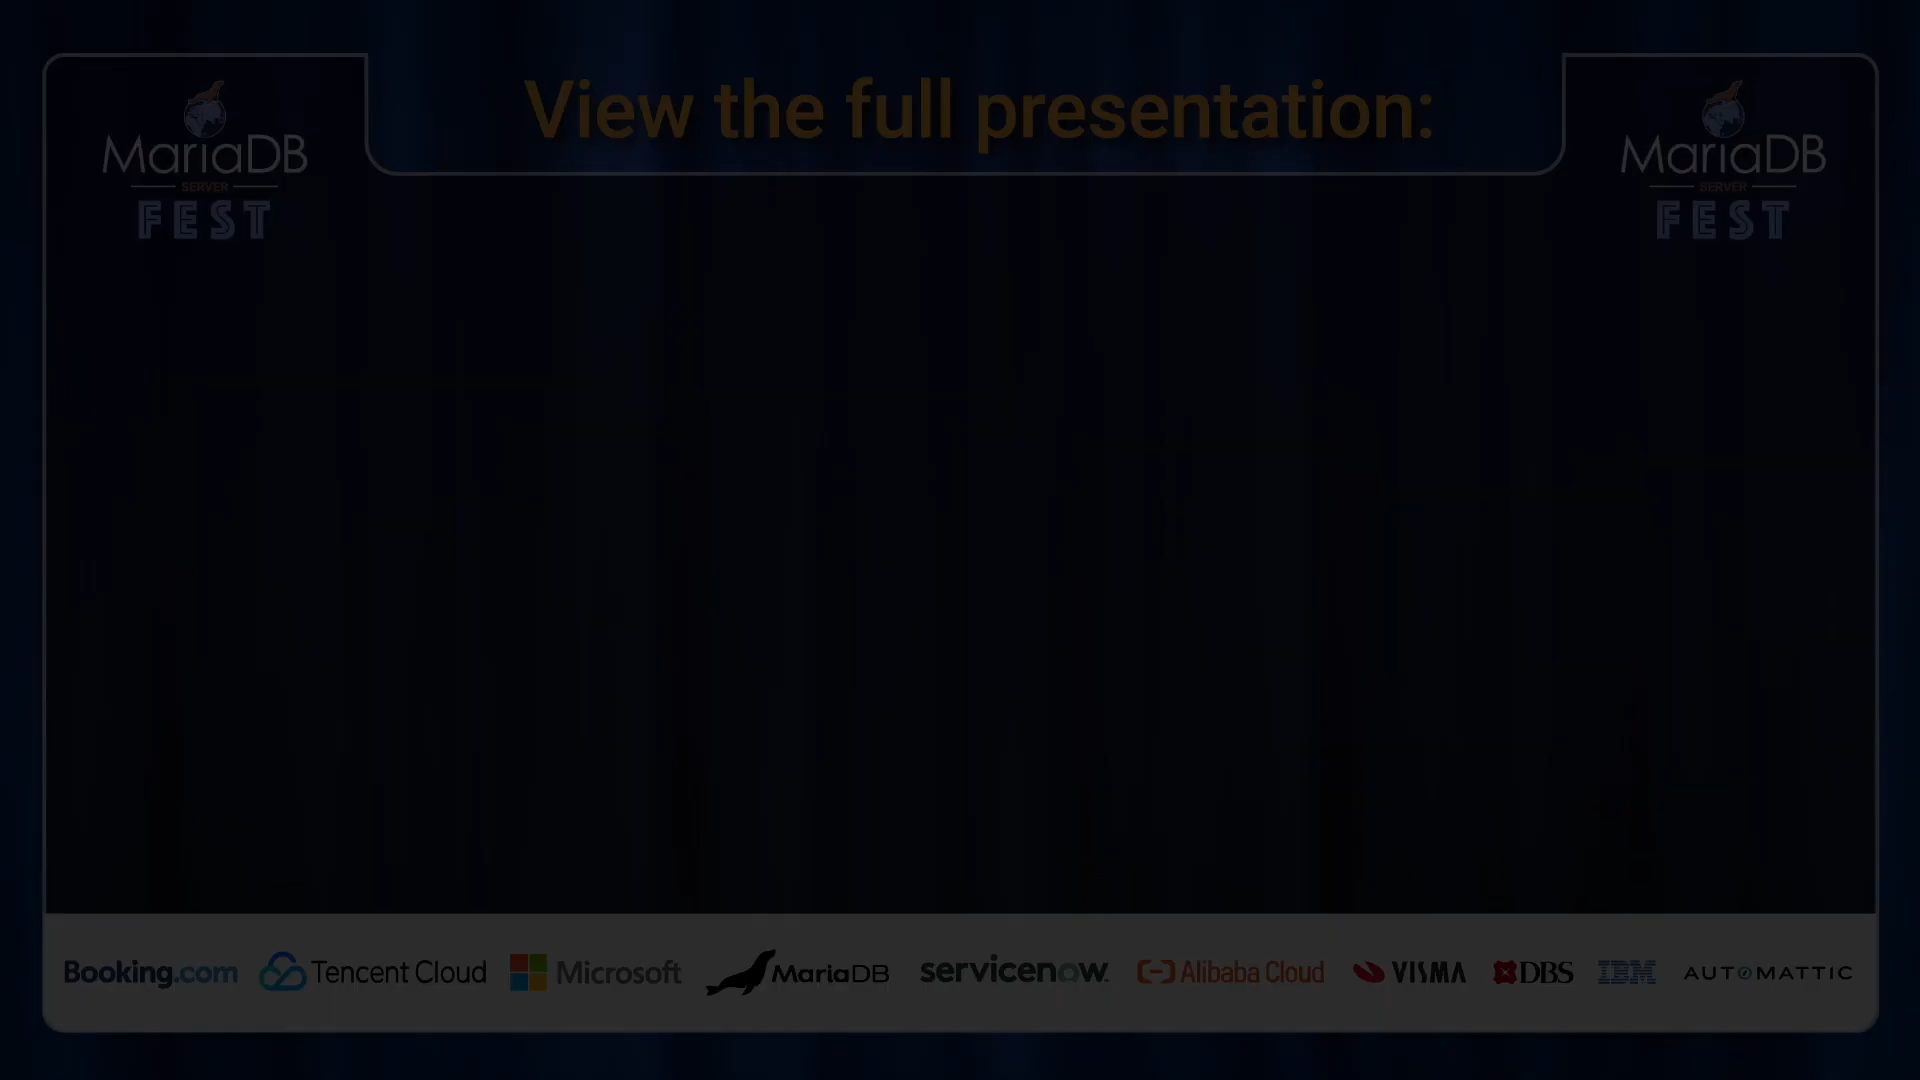 View the full presentation:
MariaDB
SERVER
FEST
MariaDB
SERVER
FEST
Booking.com Tencent Cloud Microsoft MariaDB servicenow. Alibaba Cloud VISMA DBS IBM AUTOMATTIC